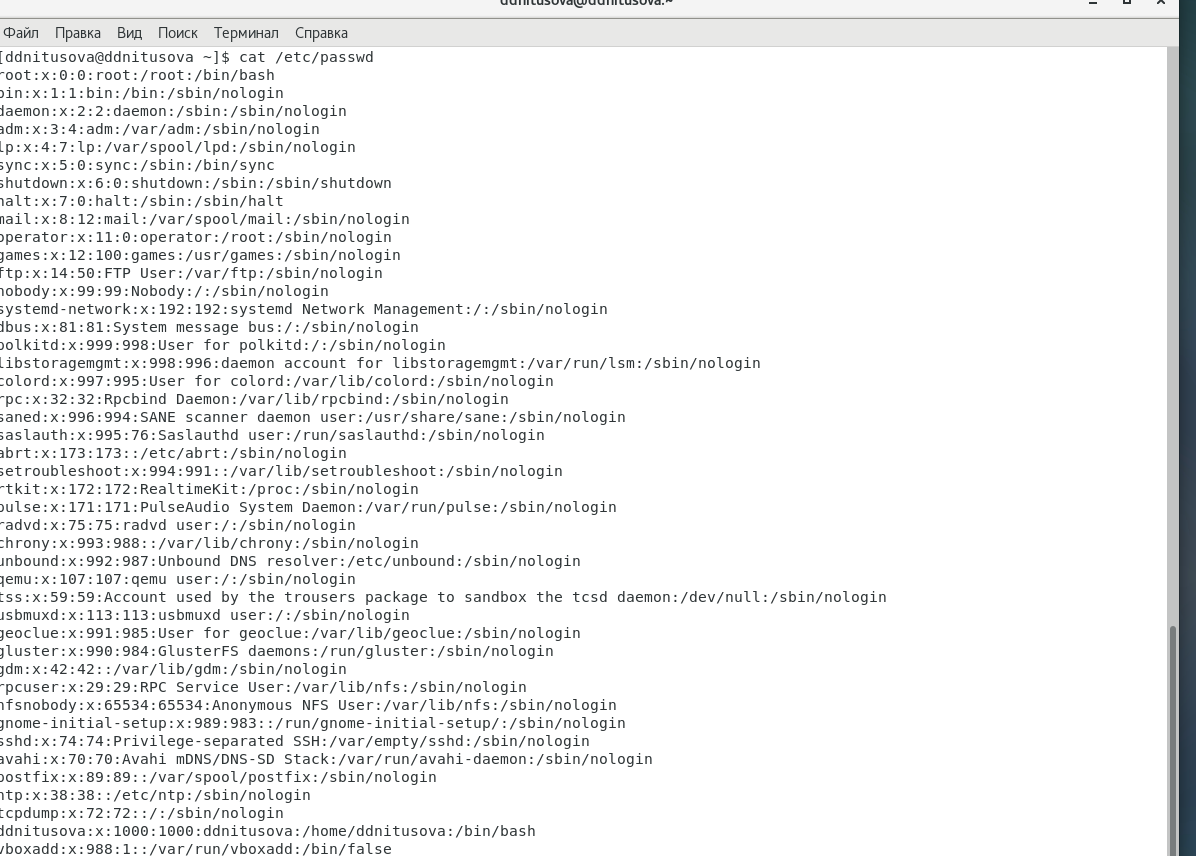 ddnitusova@ddnitusova:~
Файл Правка Вид Поиск Терминал Справка
[ddnitusova@ddnitusova ~]$ cat /etc/passwd
root:x:0:0:root:/root:/bin/bash
bin:x:1:1:bin:/bin:/sbin/nologin
daemon:x:2:2:daemon:/sbin:/sbin/nologin
adm:x:3:4:adm:/var/adm:/sbin/nologin
lp:x:4:7:lp:/var/spool/lpd:/sbin/nologin
sync:x:5:0:sync:/sbin:/bin/sync
shutdown:x:6:0:shutdown:/sbin:/sbin/shutdown
halt:x:7:0:halt:/sbin:/sbin/halt
mail:x:8:12:mail:/var/spool/mail:/sbin/nologin
operator:x:11:0:operator:/root:/sbin/nologin
games:x:12:100:games:/usr/games:/sbin/nologin
ftp:x:14:50:FTP User:/var/ftp:/sbin/nologin
nobody:x:99:99:Nobody:/:/sbin/nologin
systemd-network:x:192:192:systemd Network Management:/:/sbin/nologin
dbus:x:81:81:System message bus:/:/sbin/nologin
polkitd:x:999:998:User for polkitd:/:/sbin/nologin
libstoragemgmt:x:998:996:daemon account for libstoragemgmt:/var/run/lsm:/sbin/nologin
colord:x:997:995:User for colord:/var/lib/colord:/sbin/nologin
rpc:x:32:32:Rpcbind Daemon:/var/lib/rpcbind:/sbin/nologin
saned:x:996:994:SANE scanner daemon user:/usr/share/sane:/sbin/nologin
saslauth:x:995:76:Saslauthd user:/run/saslauthd:/sbin/nologin
abrt:x:173:173::/etc/abrt:/sbin/nologin
setroubleshoot:x:994:991::/var/lib/setroubleshoot:/sbin/nologin
rtkit:x:172:172:RealtimeKit:/proc:/sbin/nologin
pulse:x:171:171:PulseAudio System Daemon:/var/run/pulse:/sbin/nologin
radvd:x:75:75:radvd user:/:/sbin/nologin
chrony:x:993:988::/var/lib/chrony:/sbin/nologin
unbound:x:992:987:Unbound DNS resolver:/etc/unbound:/sbin/nologin
qemu:x:107:107:qemu user:/:/sbin/nologin
tss:x:59:59:Account used by the trousers package to sandbox the tcsd daemon:/dev/null:/sbin/nologin
usbmuxd:x:113:113:usbmuxd user:/:/sbin/nologin
geoclue:x:991:985:User for geoclue:/var/lib/geoclue:/sbin/nologin
gluster:x:990:984:GlusterFS daemons:/run/gluster:/sbin/nologin
gdm:x:42:42::/var/lib/gdm:/sbin/nologin
rpcuser:x:29:29:RPC Service User:/var/lib/nfs:/sbin/nologin
nfsnobody:x:65534:65534:Anonymous NFS User:/var/lib/nfs:/sbin/nologin
gnome-initial-setup:x:989:983::/run/gnome-initial-setup/:/sbin/nologin
sshd:x:74:74:Privilege-separated SSH:/var/empty/sshd:/sbin/nologin
avahi:x:70:70:Avahi mDNS/DNS-SD Stack:/var/run/avahi-daemon:/sbin/nologin
postfix:x:89:89::/var/spool/postfix:/sbin/nologin
ntp:x:38:38::/etc/ntp:/sbin/nologin
tcpdump:x:72:72::/:/sbin/nologin
ddnitusova:x:1000:1000:ddnitusova:/home/ddnitusova:/bin/bash
vboxadd:x:988:1::/var/run/vboxadd:/bin/false